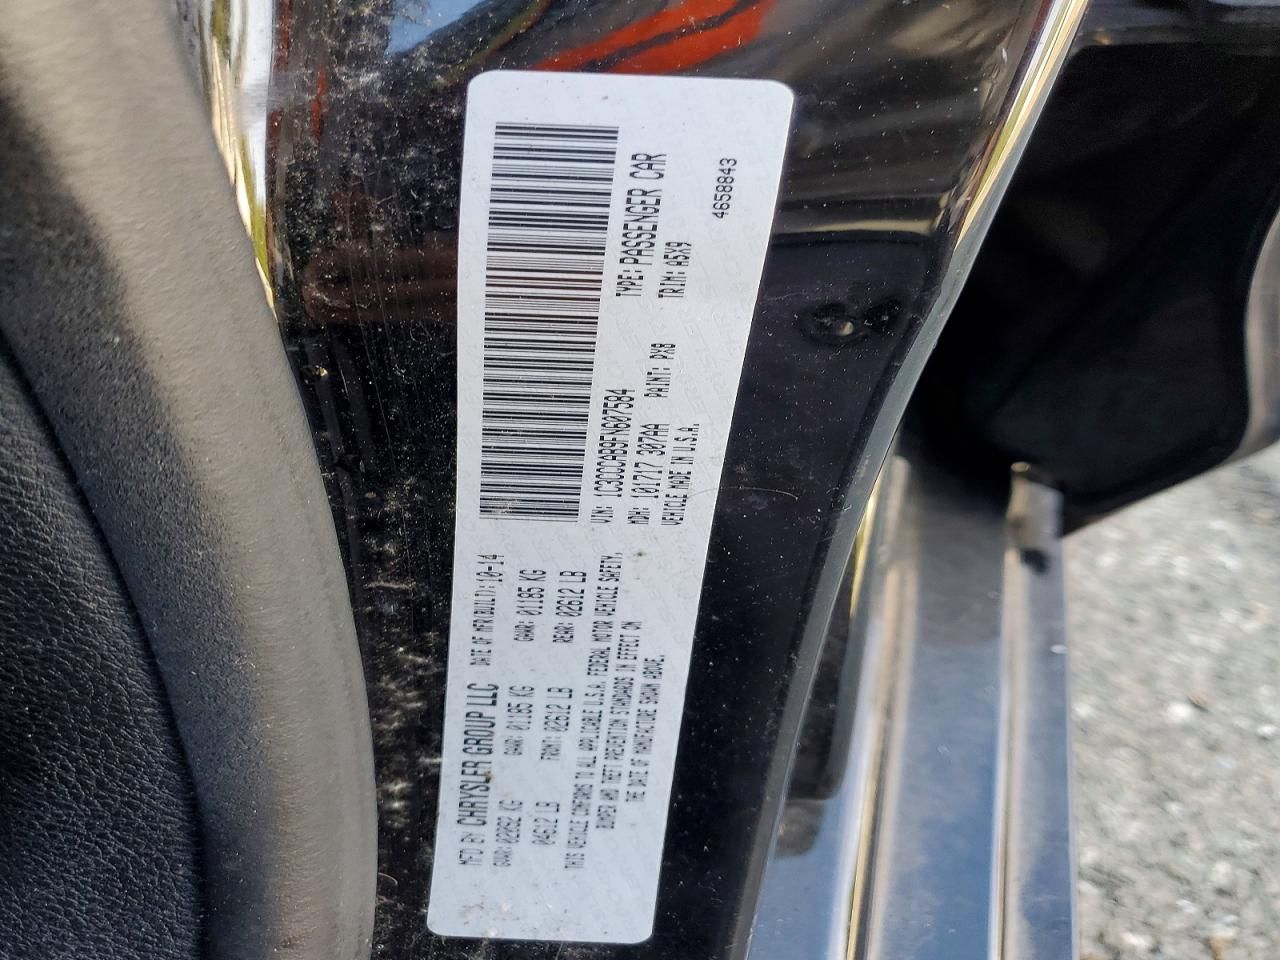 MFD BY CHRYSLER GROUP LLC DATE OF MFR(BUILT): 10-14
GVWR: 02092 KG GAWR: 01185 KG GAWR: 01185 KG
04612 LB FRONT: 02612 LB REAR: 02612 LB
THIS VEHICLE CONFORMS TO ALL APPLICABLE U.S.A. FEDERAL MOTOR VEHICLE SAFETY,
BUMPER AND THEFT PREVENTION STANDARDS IN EFFECT ON
THE DATE OF MANUFACTURE SHOWN ABOVE.
VIN: 1C3CCCAB9FN607584 TYPE: PASSENGER CAR
MDH: 101717 307AA PAINT: PX8 TRIM: A5X9
VEHICLE MADE IN U.S.A.
4658843